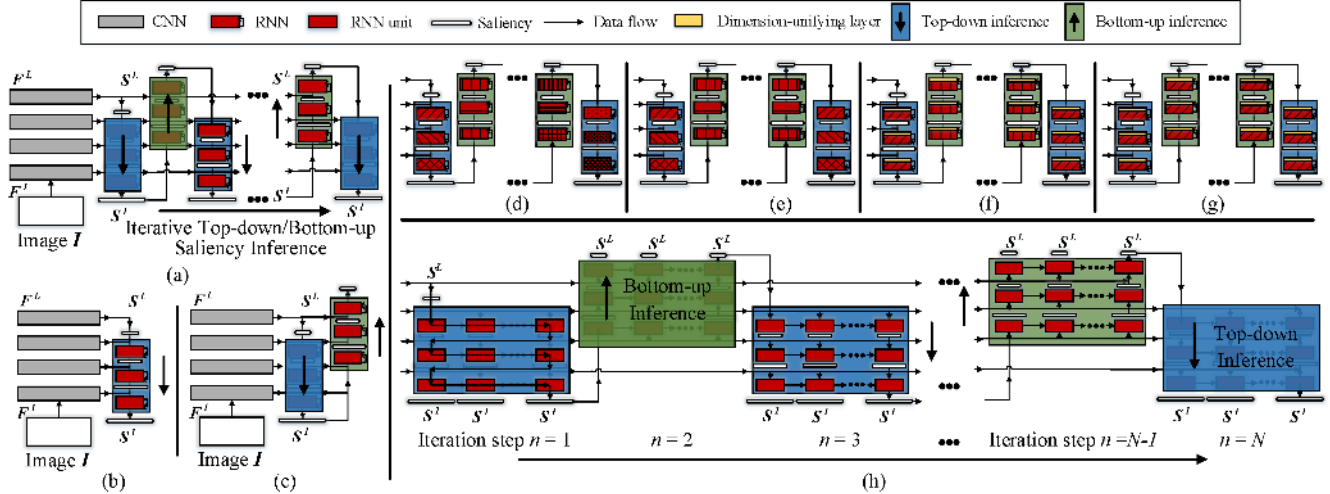 CNN RNN RNN unit Saliency Data flow Dimension-unifying layer Top-down inference Bottom-up inference
F^L S^L S^L
F^1 S^1 S^1 S^1
Image I
Iterative Top-down/Bottom-up
Saliency Inference
(a)
F^L S^L
F^1 S^1
Image I
(b)
F^L S^L
F^1 S^1
Image I
(c)
(d) (e) (f) (g)
S^L S^L S^L S^L S^L S^L S^L
Bottom-up
Inference
Top-down
Inference
S^1 S^1 S^1 S^1 S^1 S^1 S^1 S^1 S^1
Iteration step n = 1 n = 2 n = 3 Iteration step n =N-1 n = N
(h)